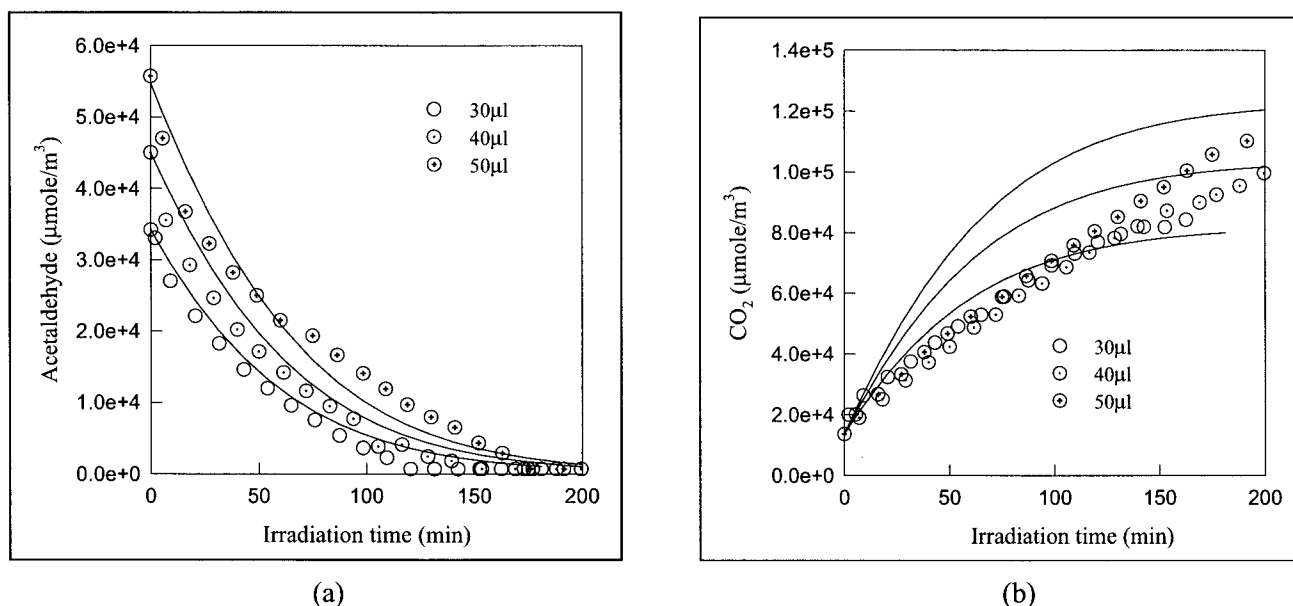 6.0e+4
5.0e+4
4.0e+4
3.0e+4
2.0e+4
1.0e+4
0.0e+0
Acetaldehyde (µmole/m³)
30µl
40µl
50µl
0 50 100 150 200
Irradiation time (min)
(a)
1.4e+5
1.2e+5
1.0e+5
8.0e+4
6.0e+4
4.0e+4
2.0e+4
0.0e+0
CO₂ (µmole/m³)
30µl
40µl
50µl
0 50 100 150 200
Irradiation time (min)
(b)